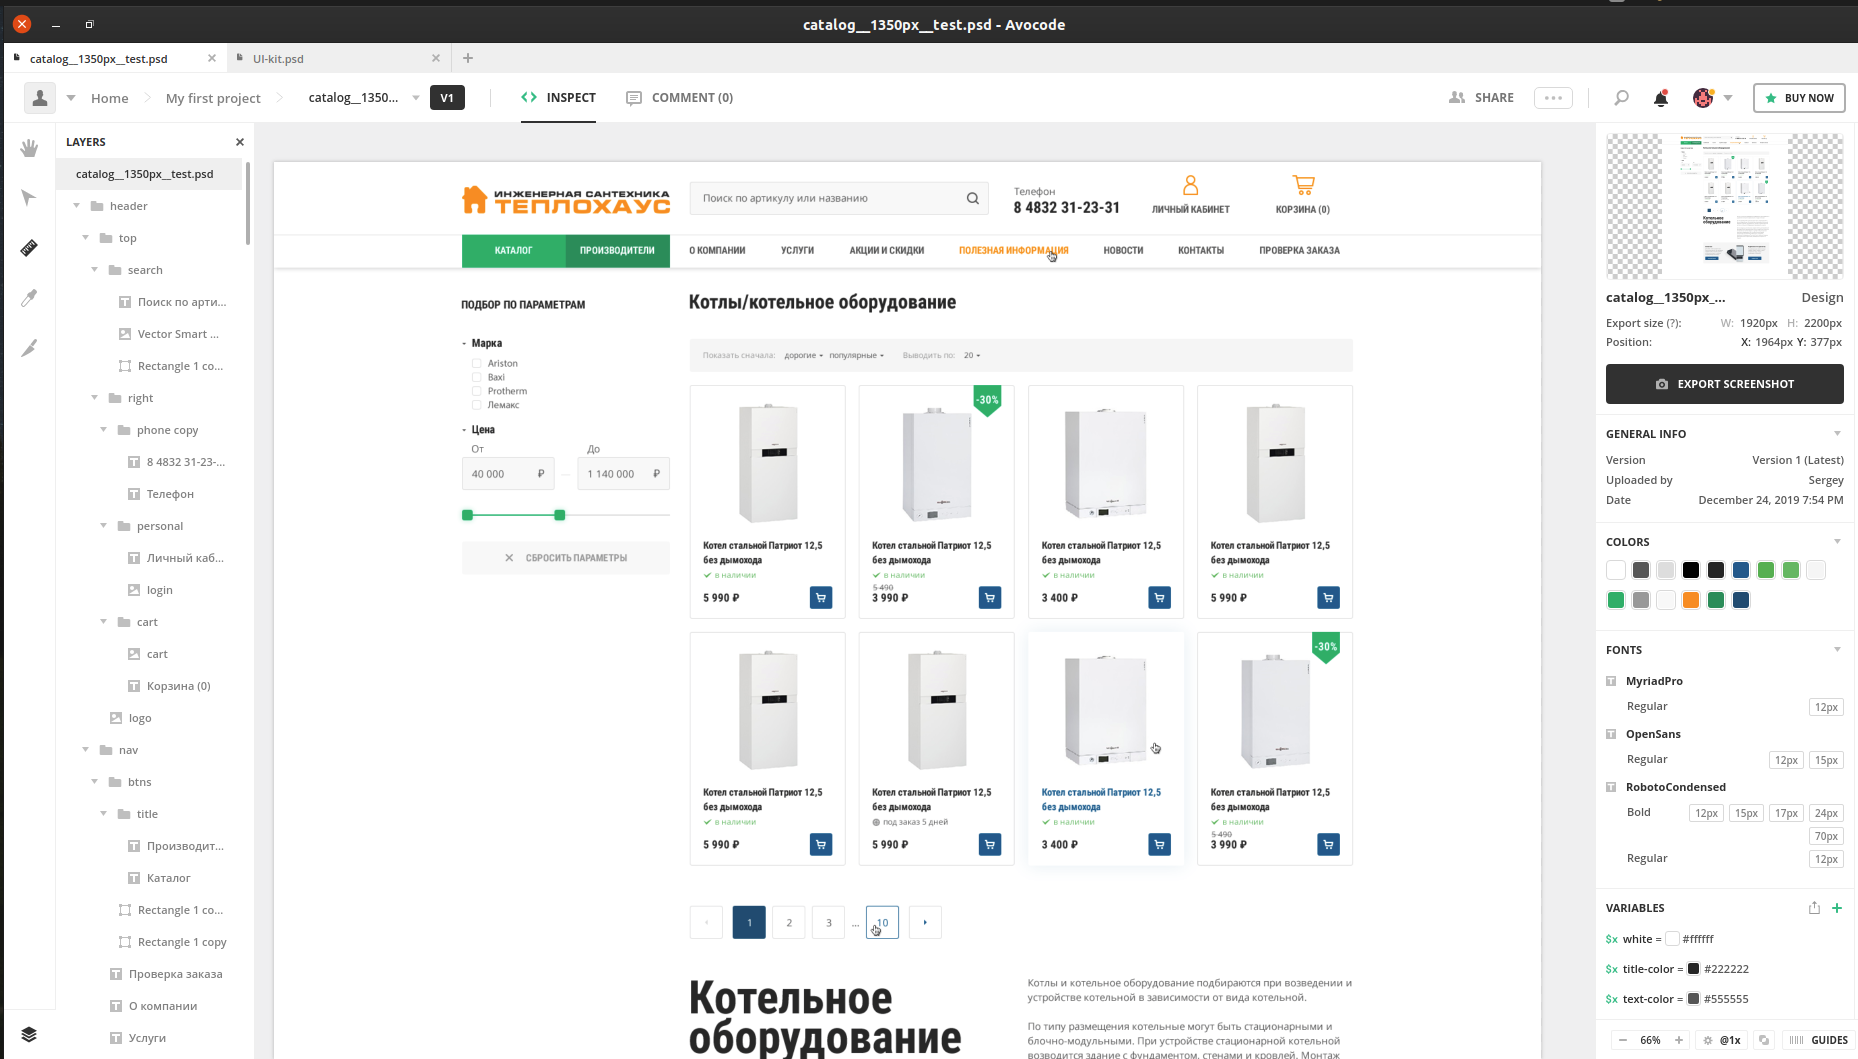 catalog__1350px__test.psd - Avocode
catalog__1350px__test.psd
UI-kit.psd
Home
My first project
catalog__1350...
V1
INSPECT
COMMENT (0)
SHARE
BUY NOW
LAYERS
catalog__1350px__test.psd
header
top
search
Поиск по арти...
Vector Smart ...
Rectangle 1 co...
right
phone copy
8 4832 31-23-...
Телефон
personal
Личный каб...
login
cart
cart
Корзина (0)
logo
nav
btns
title
Производит...
Каталог
Rectangle 1 co...
Rectangle 1 copy
Проверка заказа
О компании
Услуги
ИНЖЕНЕРНАЯ САНТЕХНИКА
ТЕПЛОХАУС
Поиск по артикулу или названию
Телефон
8 4832 31-23-31
ЛИЧНЫЙ КАБИНЕТ
КОРЗИНА (0)
КАТАЛОГ ПРОИЗВОДИТЕЛИ О КОМПАНИИ УСЛУГИ АКЦИИ И СКИДКИ ПОЛЕЗНАЯ ИНФОРМАЦИЯ НОВОСТИ КОНТАКТЫ ПРОВЕРКА ЗАКАЗА
ПОДБОР ПО ПАРАМЕТРАМ
- Марка
Ariston
Baxi
Protherm
Лемакс
- Цена
От До
40 000 ₽ — 1 140 000 ₽
СБРОСИТЬ ПАРАМЕТРЫ
Котлы/котельное оборудование
Показать сначала: дорогие популярные Выводить по: 20
-30%
Котел стальной Патриот 12,5
без дымохода
в наличии
5 990 ₽
Котел стальной Патриот 12,5
без дымохода
в наличии
5 490
3 990 ₽
Котел стальной Патриот 12,5
без дымохода
в наличии
3 400 ₽
Котел стальной Патриот 12,5
без дымохода
в наличии
5 990 ₽
-30%
Котел стальной Патриот 12,5
без дымохода
в наличии
5 990 ₽
Котел стальной Патриот 12,5
без дымохода
под заказ 5 дней
5 990 ₽
Котел стальной Патриот 12,5
без дымохода
в наличии
3 400 ₽
Котел стальной Патриот 12,5
без дымохода
в наличии
5 490
3 990 ₽
1 2 3 ... 10
Котельное
оборудование
Котлы и котельное оборудование подбираются при возведении и
устройстве котельной в зависимости от вида котельной.
По типу размещения котельные могут быть стационарными и
блочно-модульными. При устройстве стационарной котельной
возводится здание с фундаментом, стенами и кровлей. Монтаж
catalog__1350px_... Design
Export size (?): W: 1920px H: 2200px
Position: X: 1964px Y: 377px
EXPORT SCREENSHOT
GENERAL INFO
Version Version 1 (Latest)
Uploaded by Sergey
Date December 24, 2019 7:54 PM
COLORS
FONTS
MyriadPro
Regular 12px
OpenSans
Regular 12px 15px
RobotoCondensed
Bold 12px 15px 17px 24px
70px
Regular 12px
VARIABLES
$x white = #ffffff
$x title-color = #222222
$x text-color = #555555
66% @1x GUIDES